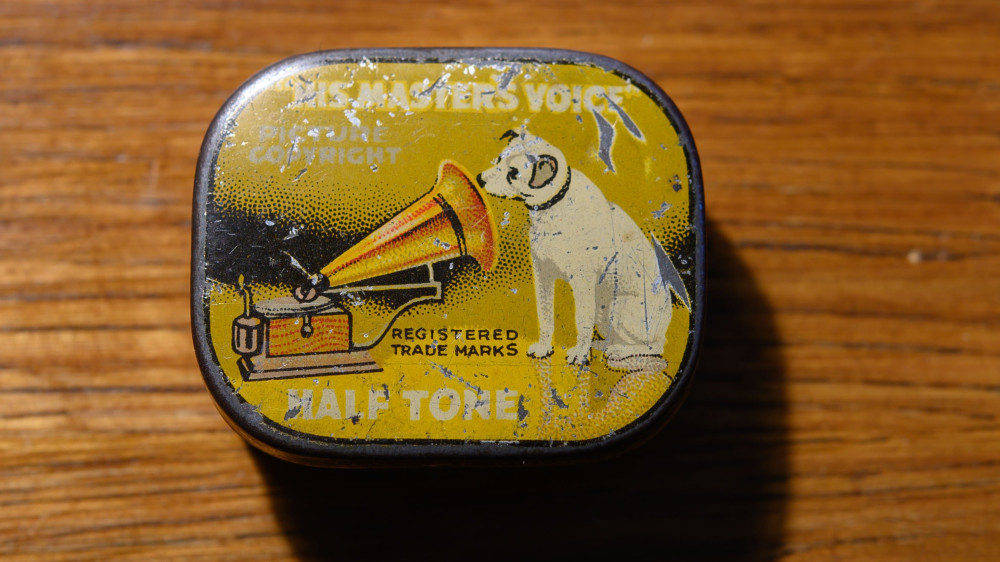 "HIS MASTERS VOICE"
PICTURE
COPYRIGHT
REGISTERED
TRADE MARKS
HALF TONE